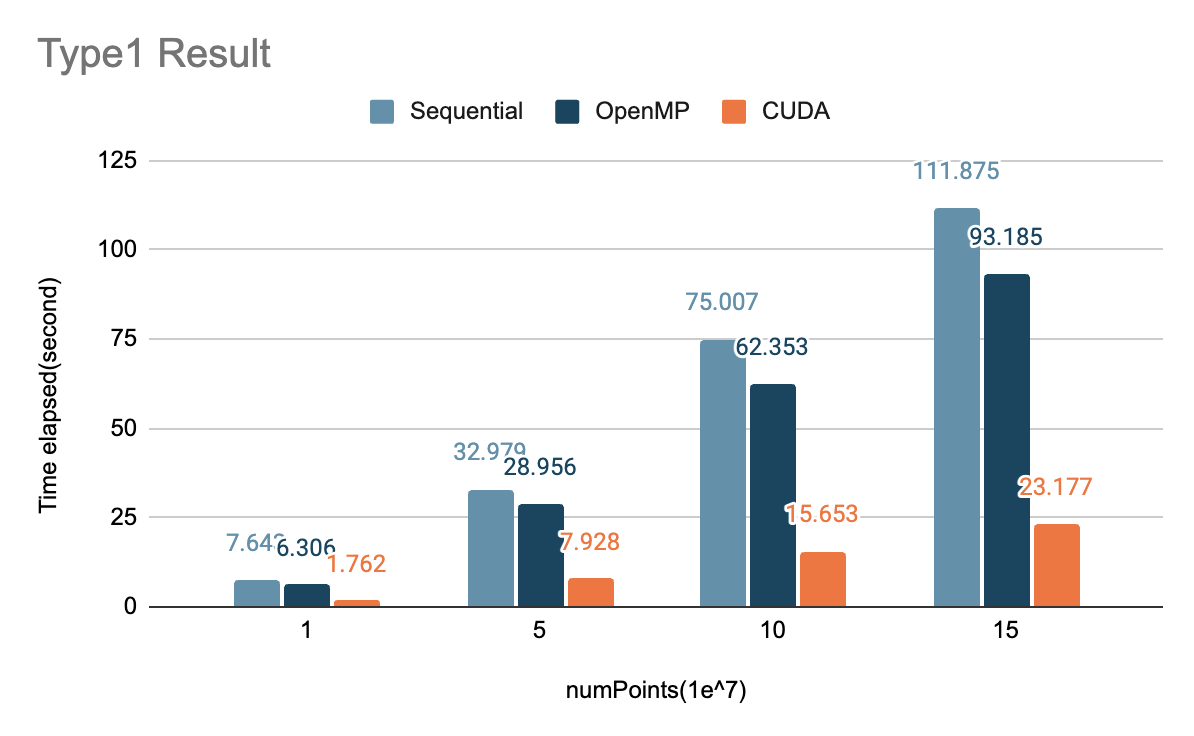 Type1 Result
Sequential OpenMP CUDA
Time elapsed(second)
125
100
75
50
25
0
6.306 1.762
32.979 28.956 7.928
75.007 62.353 15.653
111.875 93.185 23.177
1 5 10 15
numPoints(1e^7)